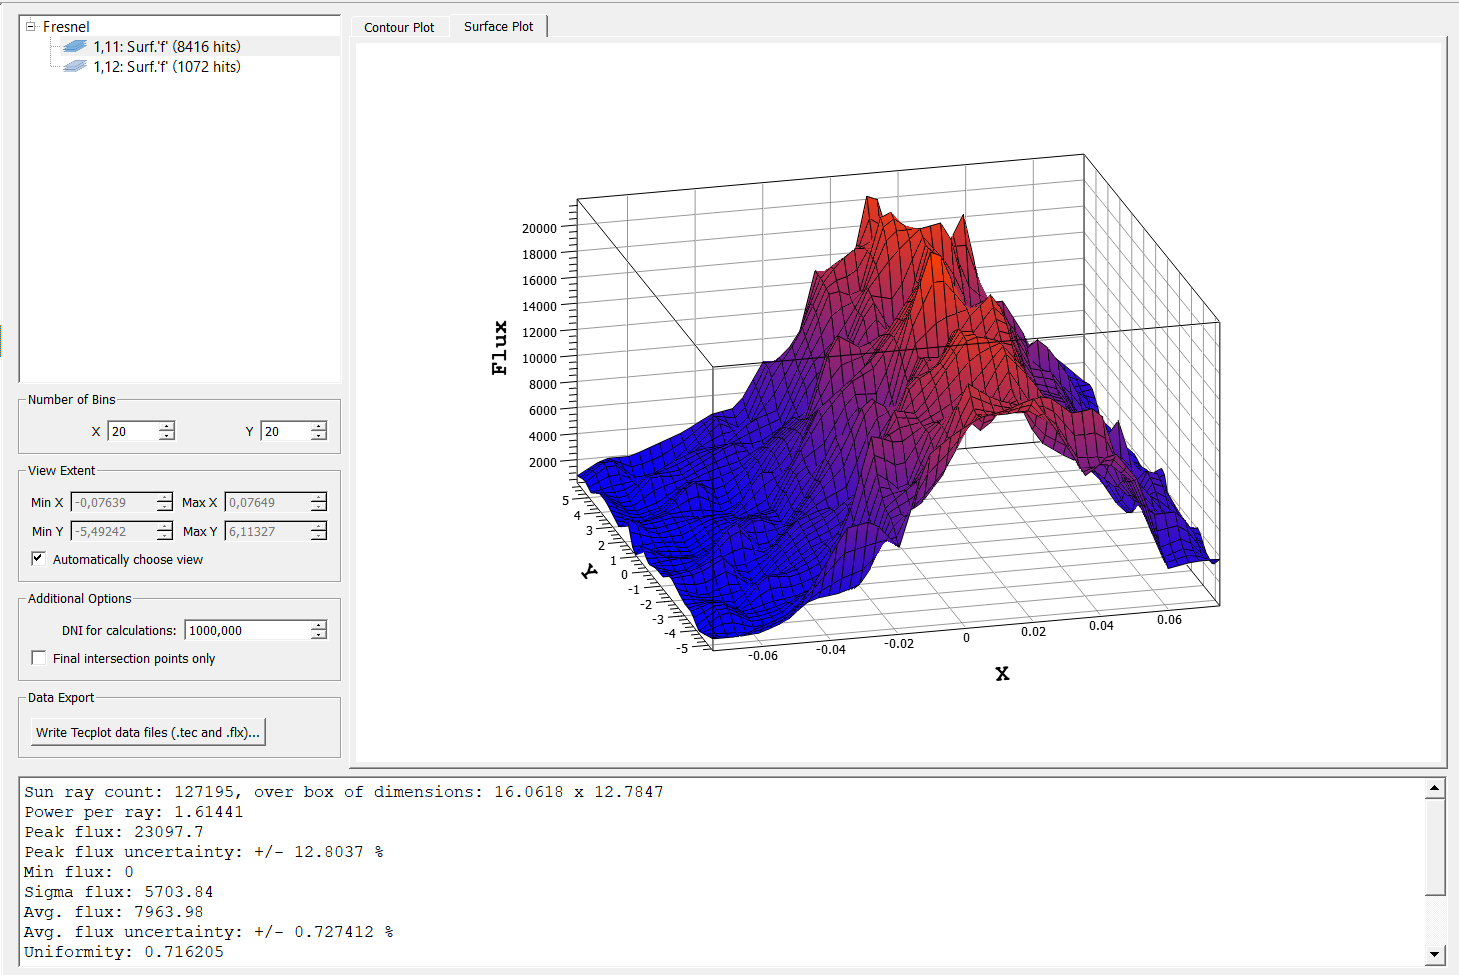 Fresnel
1,11: Surf.'f' (8416 hits)
1,12: Surf.'f' (1072 hits)
Number of Bins
X 20 Y 20
View Extent
Min X -0,07639 Max X 0,07649
Min Y -5,49242 Max Y 6,11327
Automatically choose view
Additional Options
DNI for calculations: 1000,000
Final intersection points only
Data Export
Write Tecplot data files (.tec and .flx)...
Contour Plot Surface Plot
Flux
20000
18000
16000
14000
12000
10000
8000
6000
4000
2000
5
4
3
2
1
0
-1
-2
-3
-4
-5
Y
-0.06 -0.04 -0.02 0 0.02 0.04 0.06
X
Sun ray count: 127195, over box of dimensions: 16.0618 x 12.7847
Power per ray: 1.61441
Peak flux: 23097.7
Peak flux uncertainty: +/- 12.8037 %
Min flux: 0
Sigma flux: 5703.84
Avg. flux: 7963.98
Avg. flux uncertainty: +/- 0.727412 %
Uniformity: 0.716205